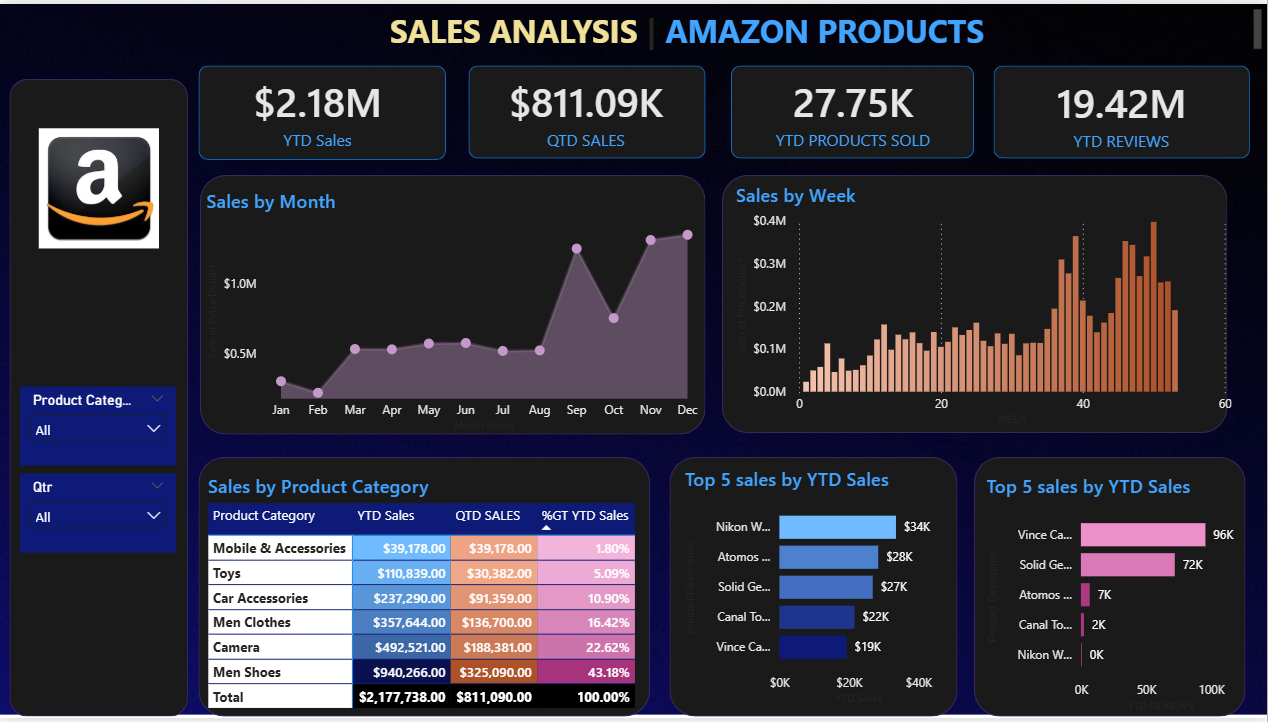 SALES ANALYSIS | AMAZON PRODUCTS
$2.18M
YTD Sales
$811.09K
QTD SALES
27.75K
YTD PRODUCTS SOLD
19.42M
YTD REVIEWS
a
Product Categ...
All
Qtr
All
Sales by Month
$1.0M
$0.5M
Jan Feb Mar Apr May Jun Jul Aug Sep Oct Nov Dec
Month Name
Sales by Week
$0.4M
$0.3M
$0.2M
$0.1M
$0.0M
0 20 40 60
WEEK
Sales by Product Category
Product Category YTD Sales QTD SALES %GT YTD Sales
Mobile & Accessories $39,178.00 $39,178.00 1.80%
Toys $110,839.00 $30,382.00 5.09%
Car Accessories $237,290.00 $91,359.00 10.90%
Men Clothes $357,644.00 $136,700.00 16.42%
Camera $492,521.00 $188,381.00 22.62%
Men Shoes $940,266.00 $325,090.00 43.18%
Total $2,177,738.00 $811,090.00 100.00%
Top 5 sales by YTD Sales
Product Description
Nikon W... $34K
Atomos ... $28K
Solid Ge... $27K
Canal To... $22K
Vince Ca... $19K
$0K $20K $40K
YTD Sales
Top 5 sales by YTD Sales
Product Description
Vince Ca... 96K
Solid Ge... 72K
Atomos ... 7K
Canal To... 2K
Nikon W... 0K
0K 50K 100K
YTD REVIEWS